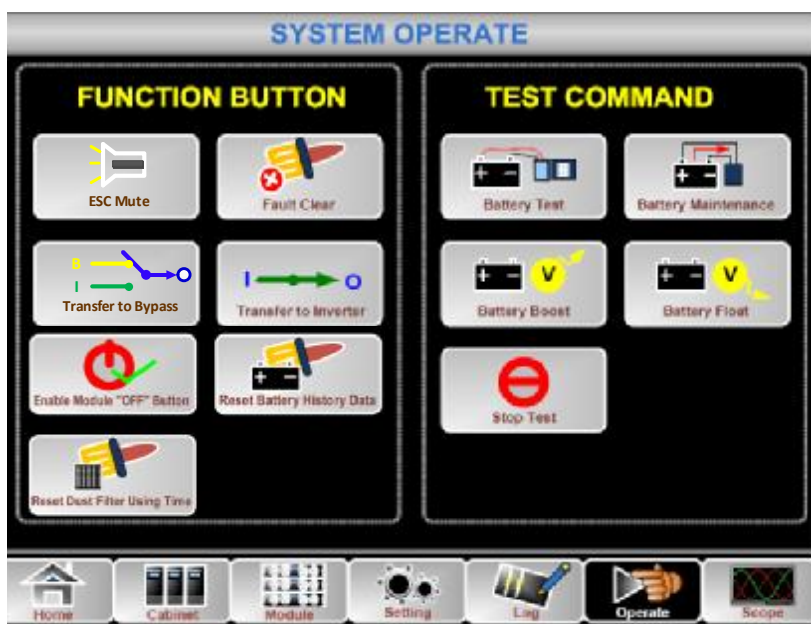 SYSTEM OPERATE
FUNCTION BUTTON
ESC Mute
Fault Clear
B
I
Transfer to Bypass
I O
Transfer to Inverter
Enable Module "OFF" Button
Reset Battery History Data
Reset Dust Filter Using Time
TEST COMMAND
Battery Test
Battery Maintenance
V
Battery Boost
V
Battery Float
Stop Test
Home
Cabinet
Module
Setting
Log
Operate
Scope